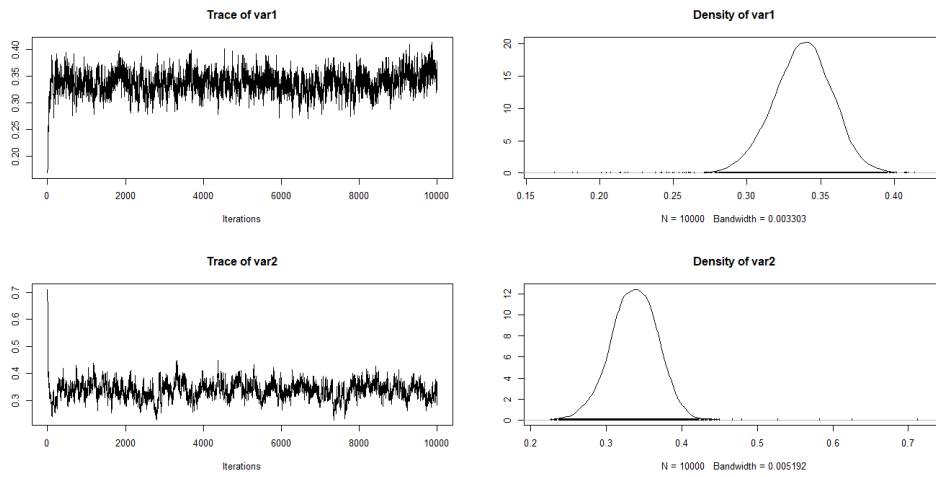 Trace of var1
0.20 0.25 0.30 0.35 0.40
0 2000 4000 6000 8000 10000
Iterations
Density of var1
0 5 10 15 20
0.15 0.20 0.25 0.30 0.35 0.40
N = 10000 Bandwidth = 0.003303
Trace of var2
0.3 0.4 0.5 0.6 0.7
0 2000 4000 6000 8000 10000
Iterations
Density of var2
0 2 4 6 8 10 12
0.2 0.3 0.4 0.5 0.6 0.7
N = 10000 Bandwidth = 0.005192